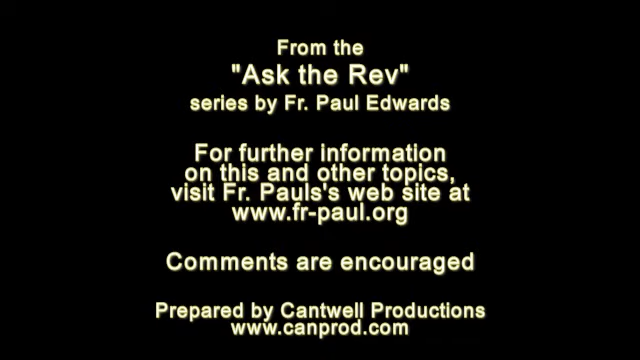 From the
"Ask the Rev"
series by Fr. Paul Edwards
For further information
on this and other topics,
visit Fr. Pauls's web site at
www.fr-paul.org
Comments are encouraged
Prepared by Cantwell Productions
www.canprod.com